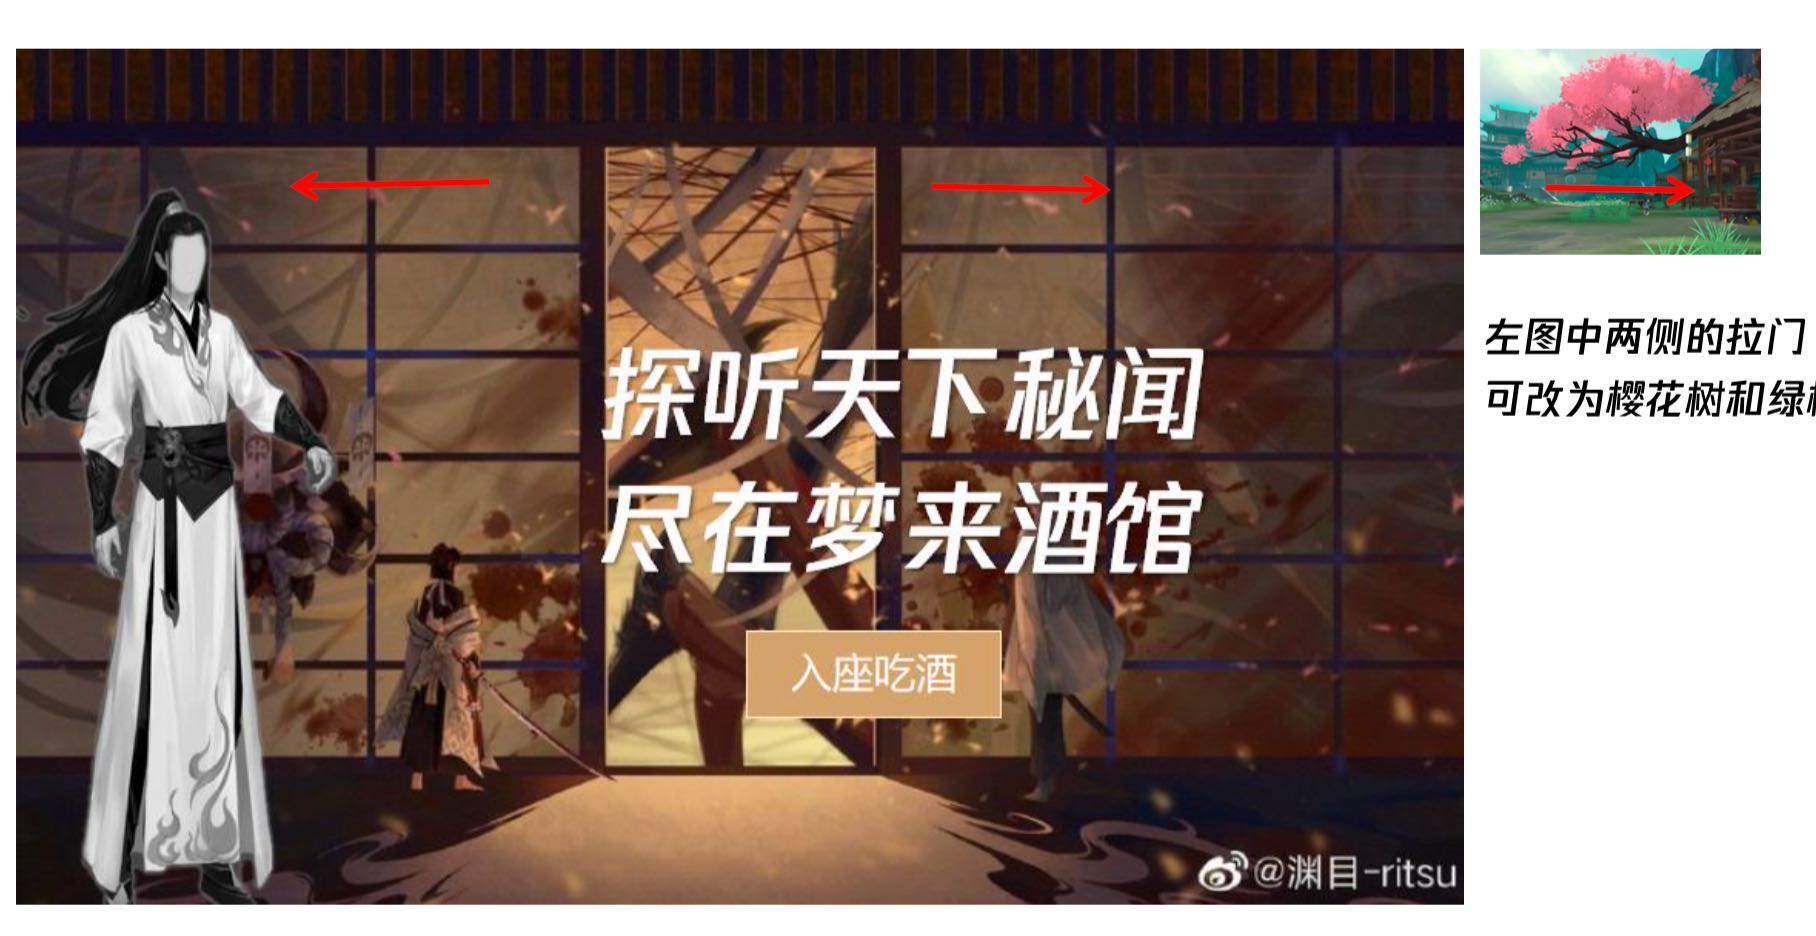 探听天下秘闻
尽在梦来酒馆
入座吃酒
@渊目-ritsu
左图中两侧的拉门
可改为樱花树和绿